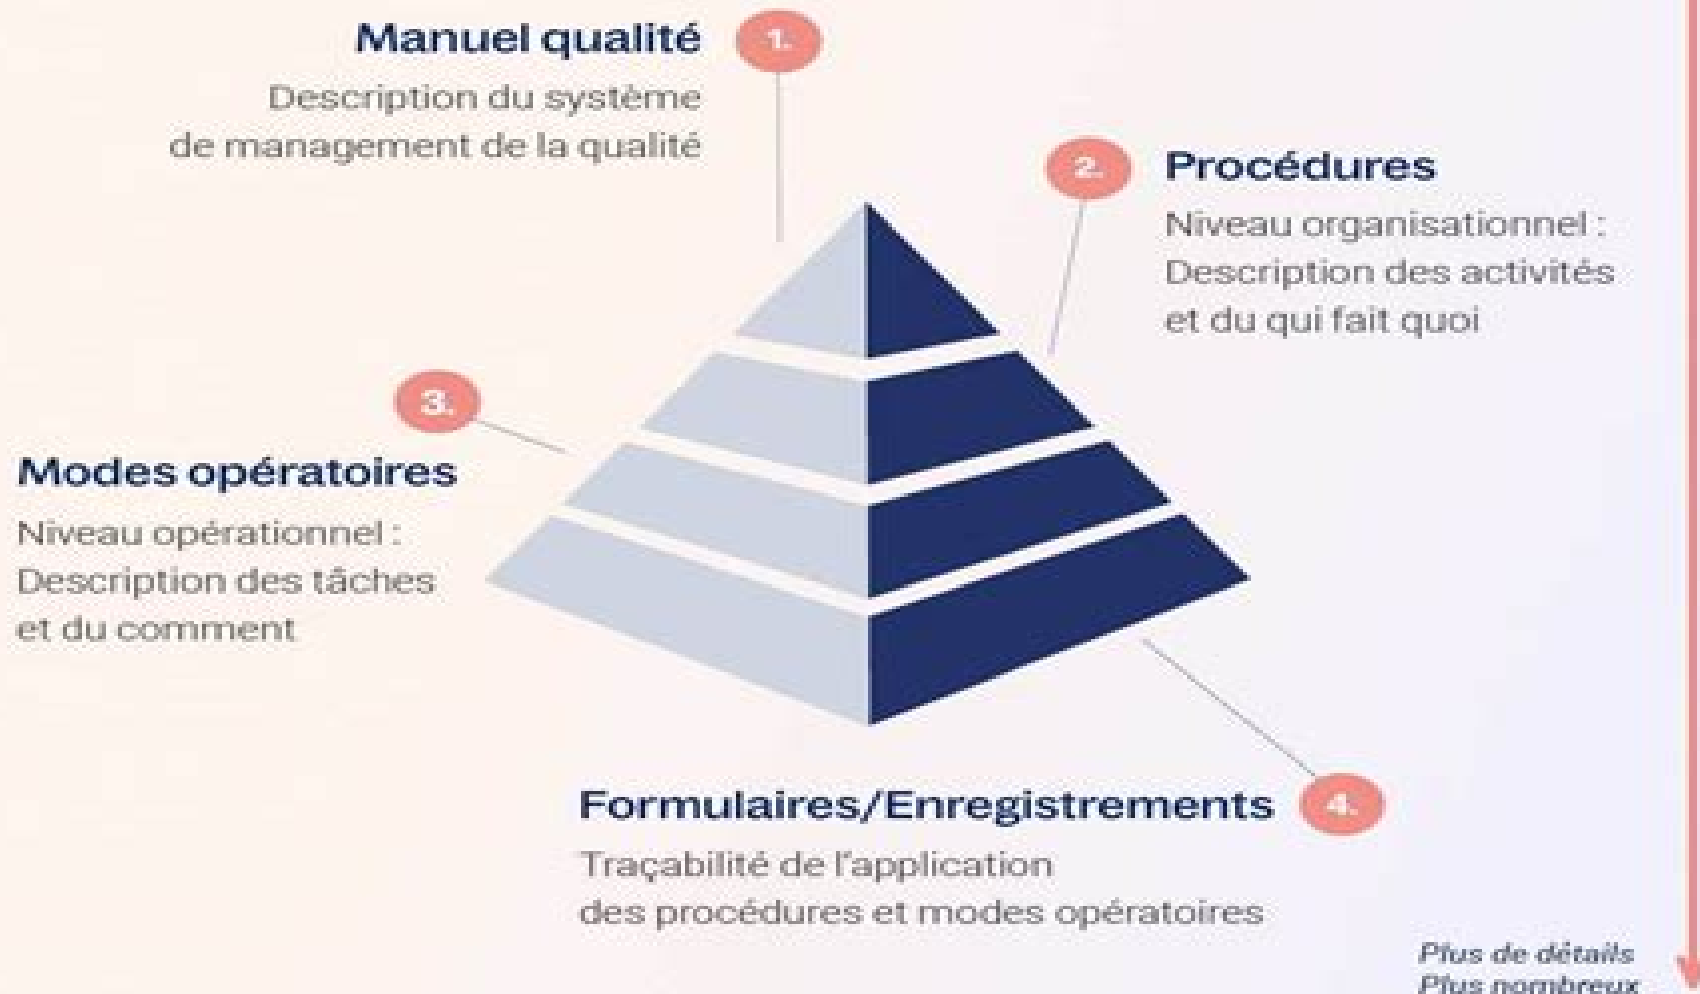 Manuel qualité
1.
Description du système
de management de la qualité
2.
Procédures
Niveau organisationnel :
Description des activités
et du qui fait quoi
3.
Modes opératoires
Niveau opérationnel :
Description des tâches
et du comment
Formulaires/Enregistrements
4.
Traçabilité de l'application
des procédures et modes opératoires
Plus de détails
Plus nombreux